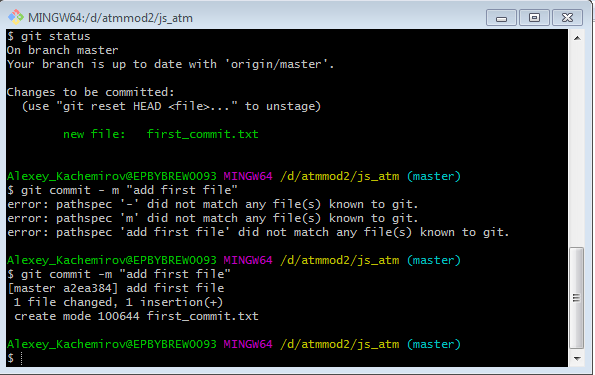 MINGW64:/d/atmmod2/js_atm
$ git status
On branch master
Your branch is up to date with 'origin/master'.
Changes to be committed:
(use "git reset HEAD <file>..." to unstage)
new file: first_commit.txt
Alexey_Kachemirov@EPBYBREW0093 MINGW64 /d/atmmod2/js_atm (master)
$ git commit - m "add first file"
error: pathspec '-' did not match any file(s) known to git.
error: pathspec 'm' did not match any file(s) known to git.
error: pathspec 'add first file' did not match any file(s) known to git.
Alexey_Kachemirov@EPBYBREW0093 MINGW64 /d/atmmod2/js_atm (master)
$ git commit -m "add first file"
[master a2ea384] add first file
1 file changed, 1 insertion(+)
create mode 100644 first_commit.txt
Alexey_Kachemirov@EPBYBREW0093 MINGW64 /d/atmmod2/js_atm (master)
$